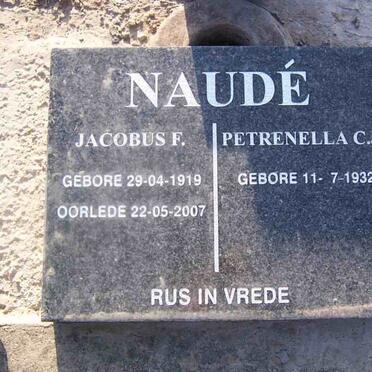 NAUDÉ
JACOBUS F.
GEBORE 29-04-1919
OORLEDE 22-05-2007
PETRENELLA C.
GEBORE 11- 7-1932
RUS IN VREDE